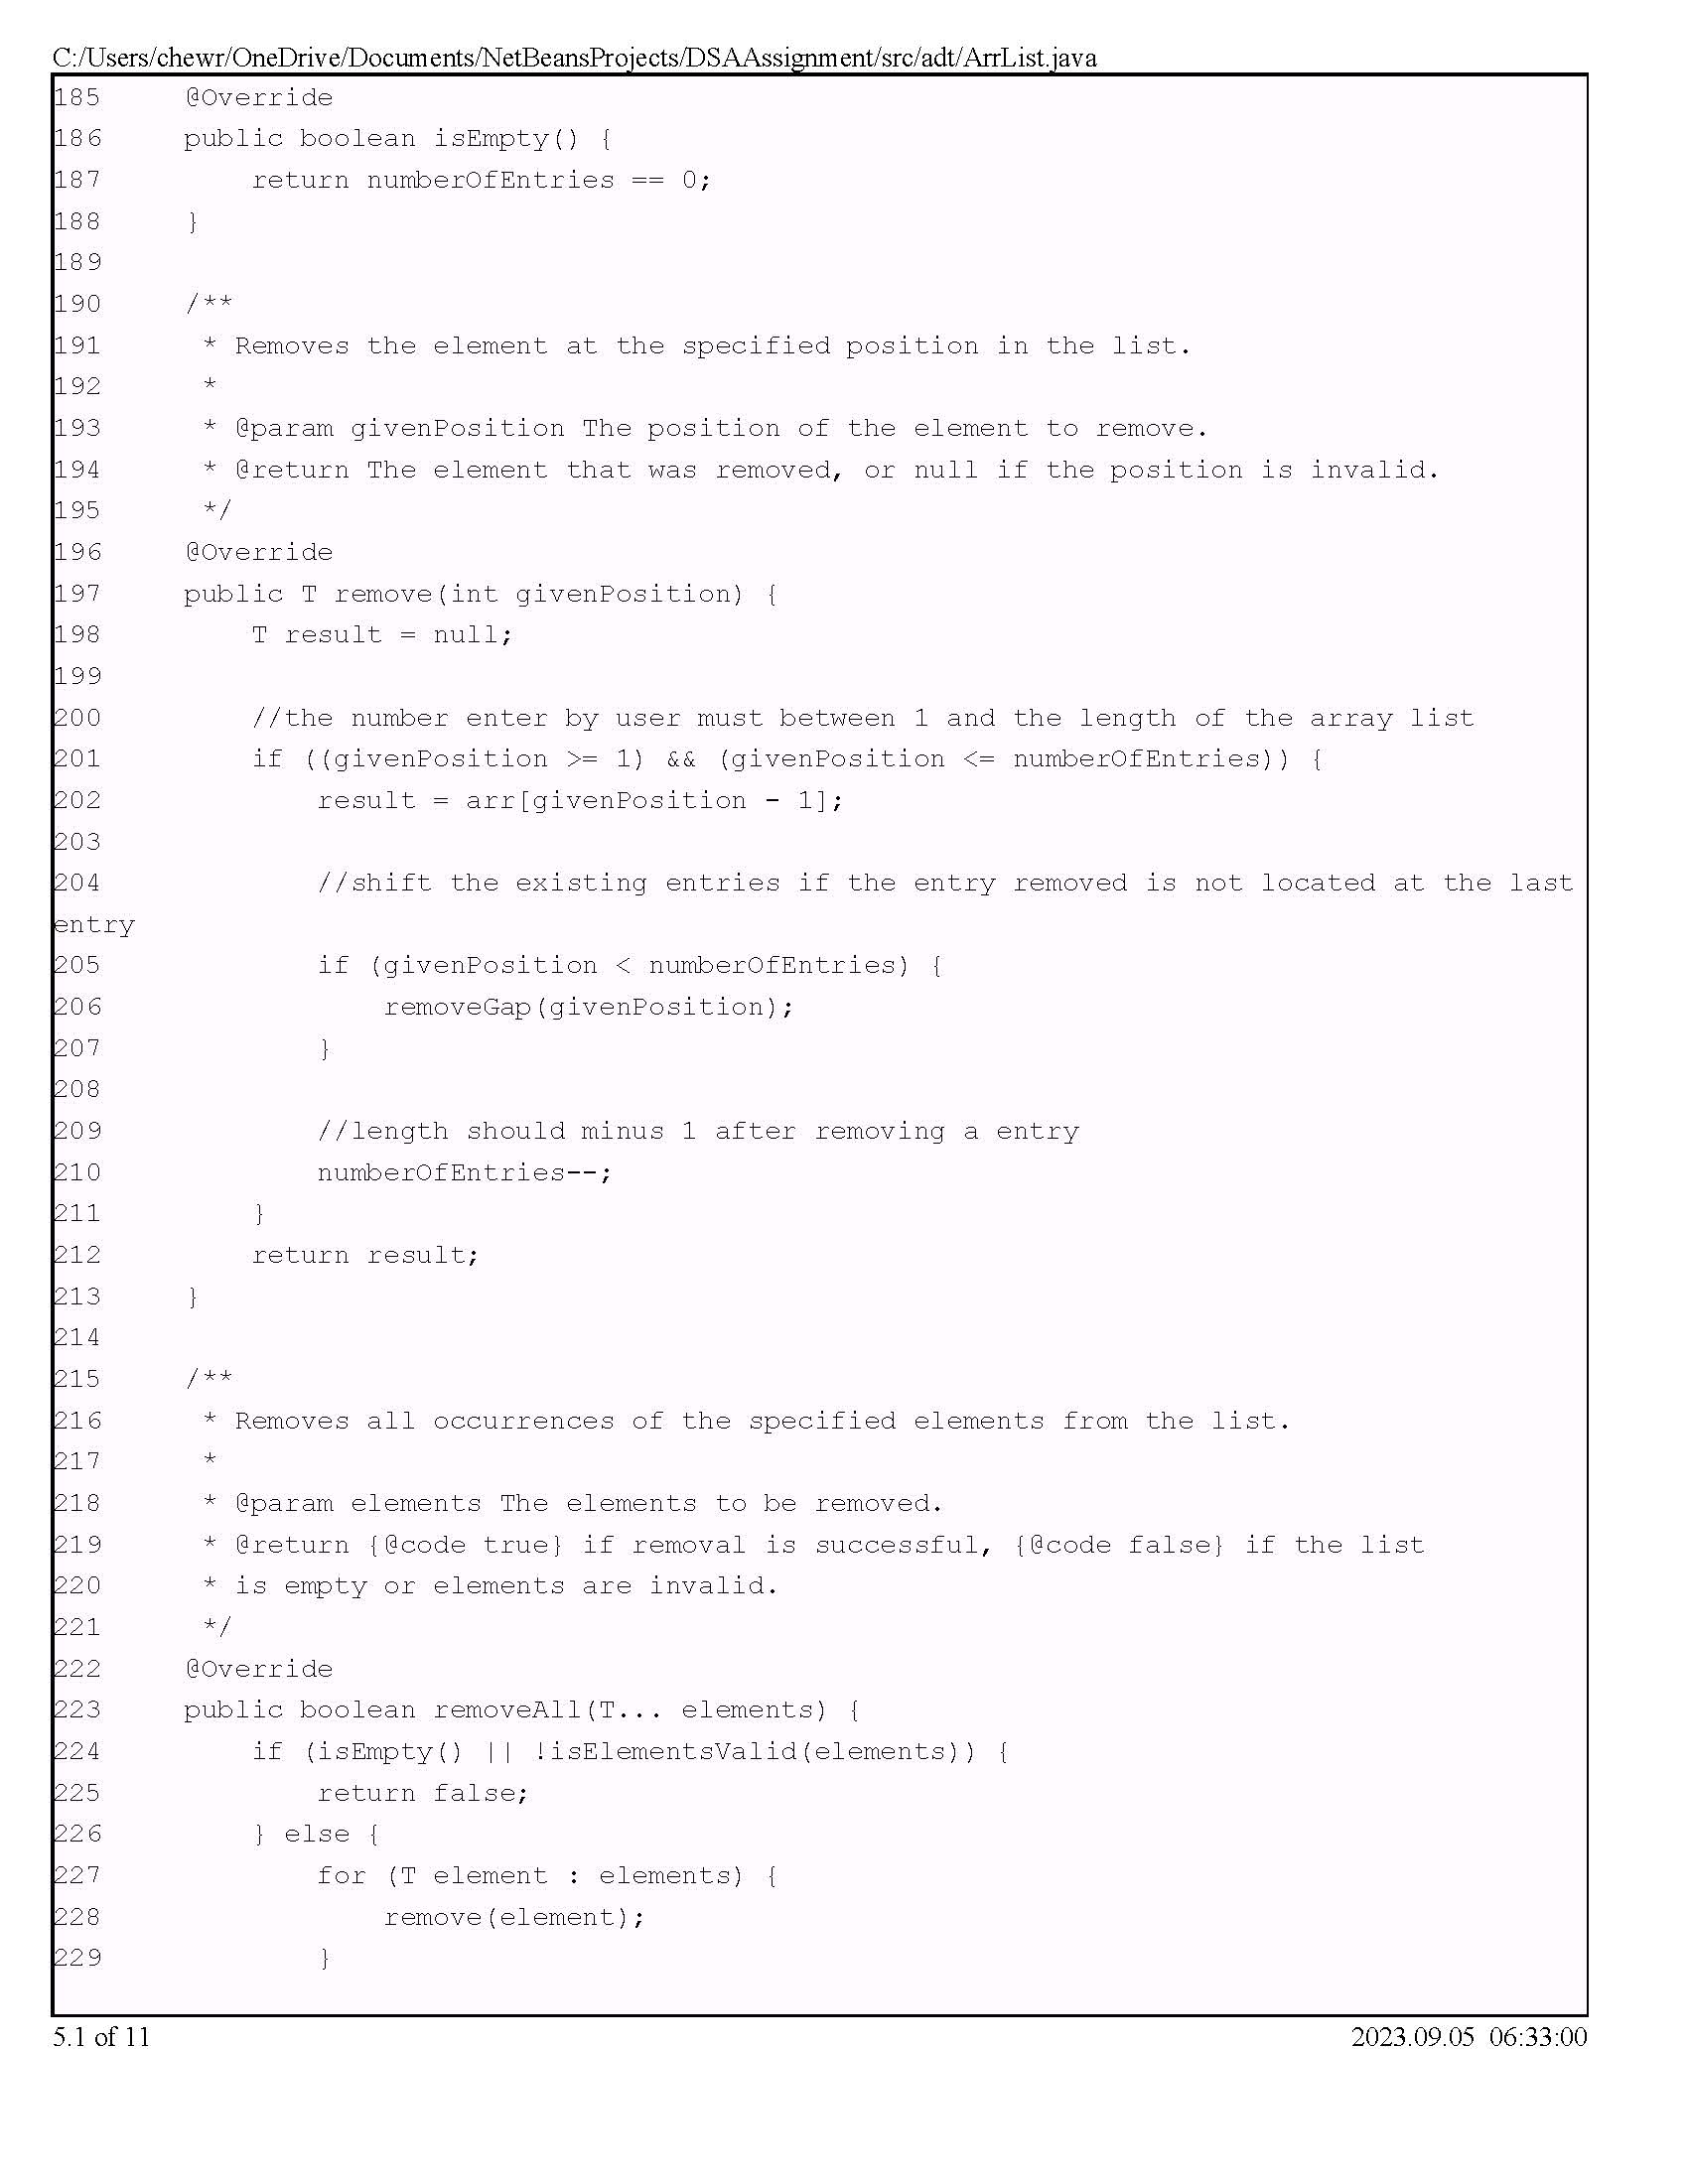 C:/Users/chewr/OneDrive/Documents/NetBeansProjects/DSAAssignment/src/adt/ArrList.java
185     @Override
186     public boolean isEmpty() {
187         return numberOfEntries == 0;
188     }
189
190     /**
191      * Removes the element at the specified position in the list.
192      *
193      * @param givenPosition The position of the element to remove.
194      * @return The element that was removed, or null if the position is invalid.
195      */
196     @Override
197     public T remove(int givenPosition) {
198         T result = null;
199
200         //the number enter by user must between 1 and the length of the array list
201         if ((givenPosition >= 1) && (givenPosition <= numberOfEntries)) {
202             result = arr[givenPosition - 1];
203
204             //shift the existing entries if the entry removed is not located at the last
entry
205             if (givenPosition < numberOfEntries) {
206                 removeGap(givenPosition);
207             }
208
209             //length should minus 1 after removing a entry
210             numberOfEntries--;
211         }
212         return result;
213     }
214
215     /**
216      * Removes all occurrences of the specified elements from the list.
217      *
218      * @param elements The elements to be removed.
219      * @return {@code true} if removal is successful, {@code false} if the list
220      * is empty or elements are invalid.
221      */
222     @Override
223     public boolean removeAll(T... elements) {
224         if (isEmpty() || !isElementsValid(elements)) {
225             return false;
226         } else {
227             for (T element : elements) {
228                 remove(element);
229             }
5.1 of 11
2023.09.05  06:33:00